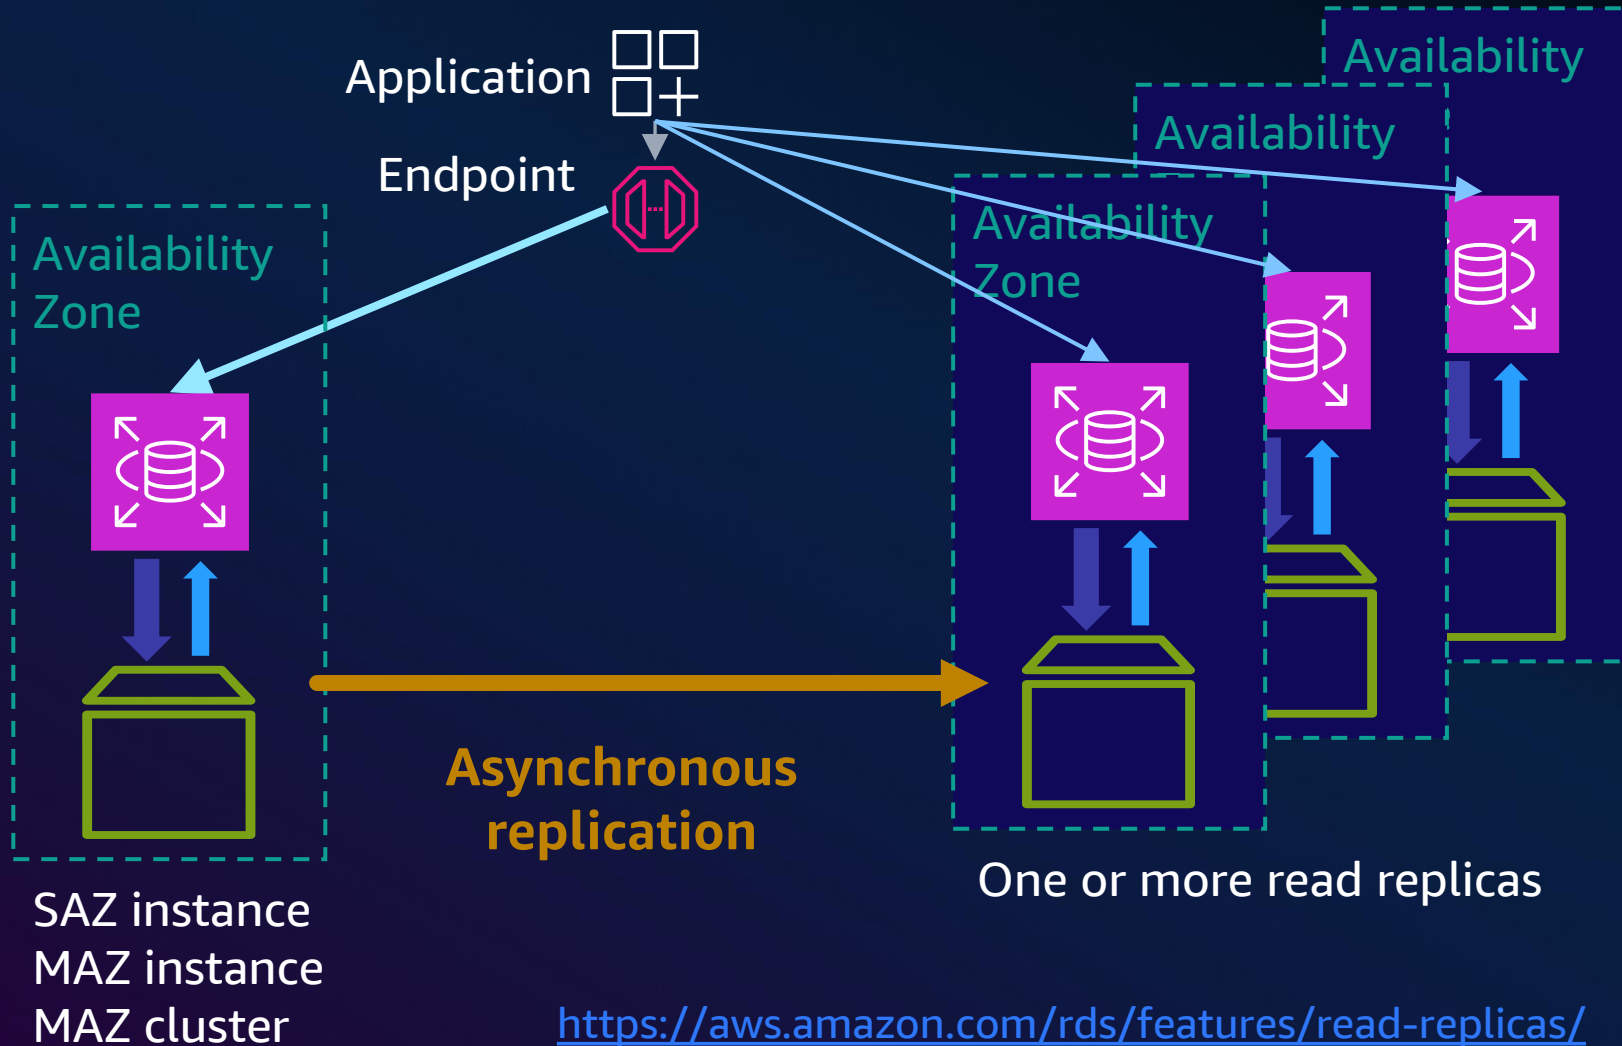 Application
Endpoint
Availability
Zone
Availability
Zone
Availability
Availability
Asynchronous
replication
One or more read replicas
SAZ instance
MAZ instance
MAZ cluster
https://aws.amazon.com/rds/features/read-replicas/